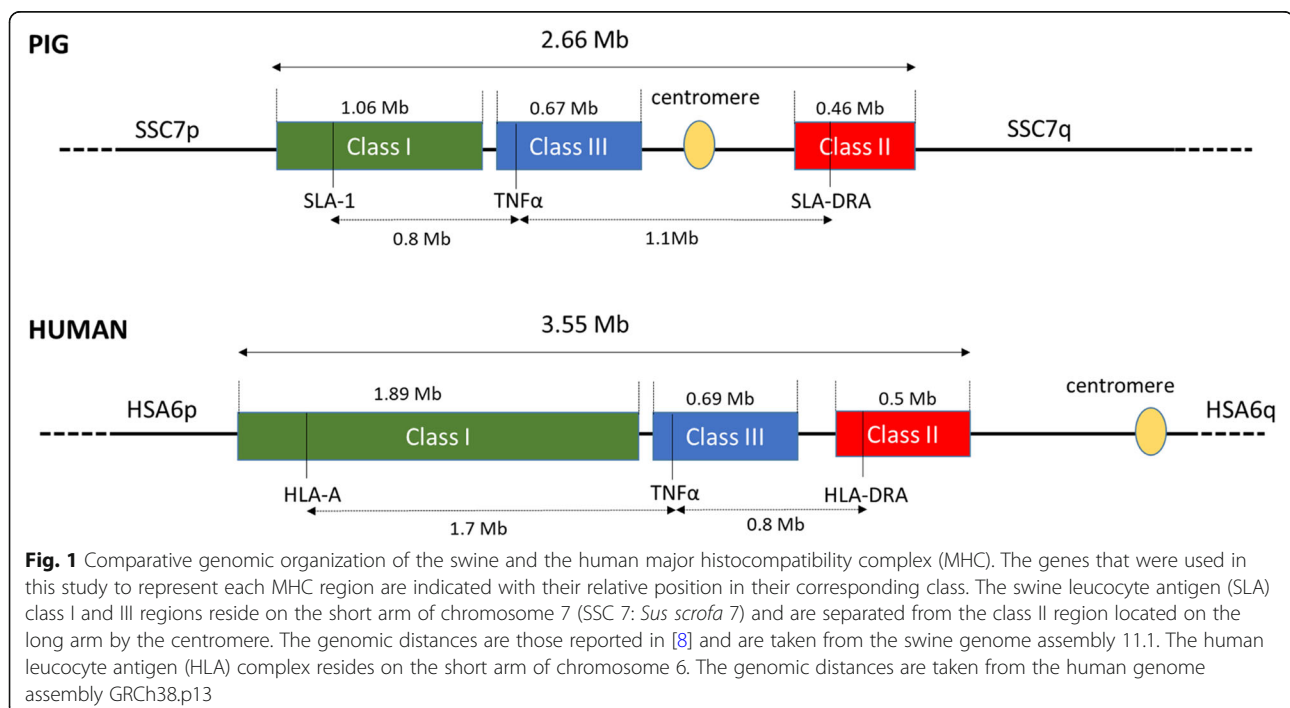 PIG
2.66 Mb
1.06 Mb
0.67 Mb
centromere
0.46 Mb
SSC7p
Class I
Class III
Class II
SSC7q
SLA-1
TNFα
SLA-DRA
0.8 Mb
1.1Mb
HUMAN
3.55 Mb
1.89 Mb
0.69 Mb
0.5 Mb
centromere
HSA6p
Class I
Class III
Class II
HSA6q
HLA-A
TNFα
HLA-DRA
1.7 Mb
0.8 Mb
Fig. 1 Comparative genomic organization of the swine and the human major histocompatibility complex (MHC). The genes that were used in
this study to represent each MHC region are indicated with their relative position in their corresponding class. The swine leucocyte antigen (SLA)
class I and III regions reside on the short arm of chromosome 7 (SSC 7: Sus scrofa 7) and are separated from the class II region located on the
long arm by the centromere. The genomic distances are those reported in [8] and are taken from the swine genome assembly 11.1. The human
leucocyte antigen (HLA) complex resides on the short arm of chromosome 6. The genomic distances are taken from the human genome
assembly GRCh38.p13